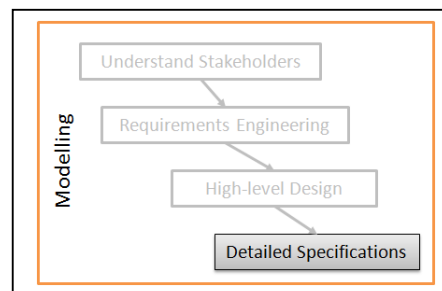 Modelling
Understand Stakeholders
Requirements Engineering
High-level Design
Detailed Specifications